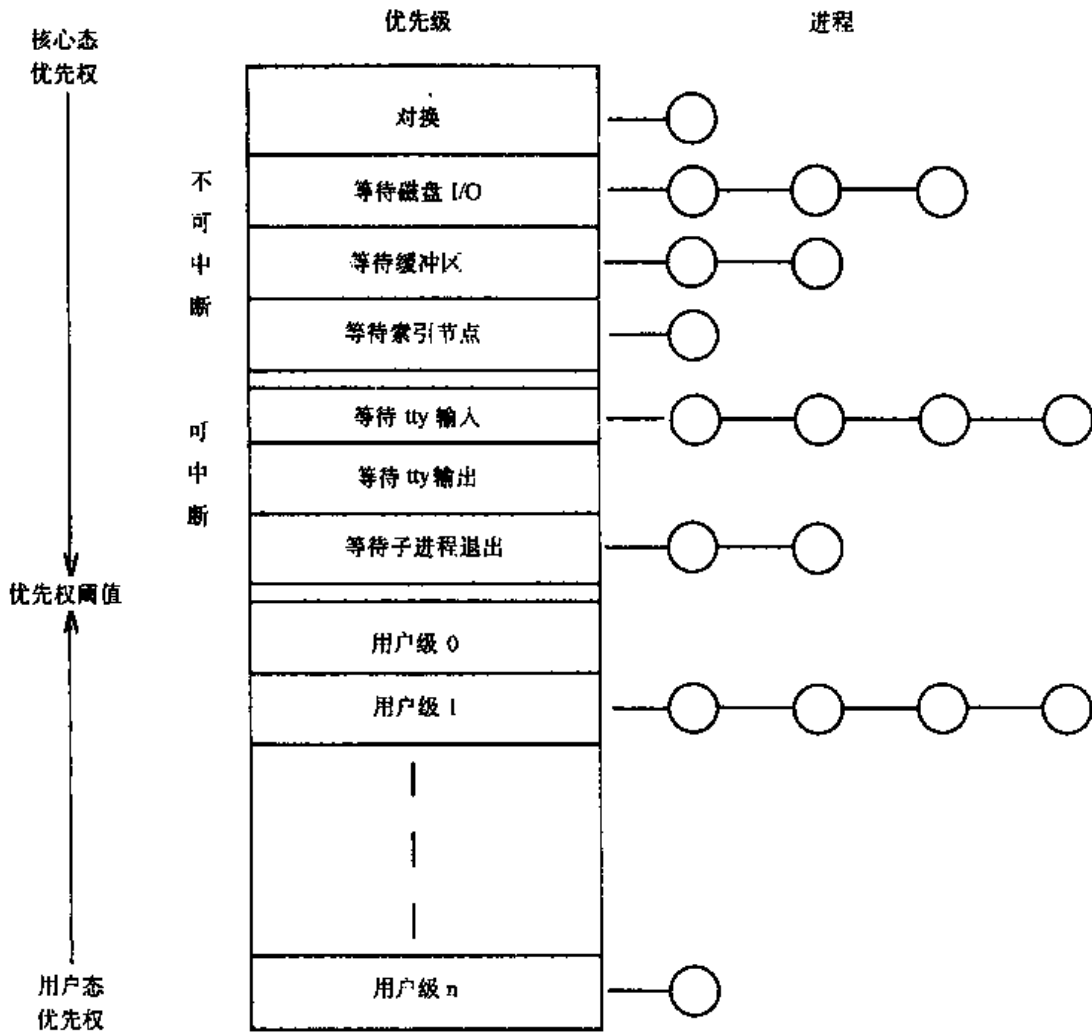 优先级
进程
核心态
优先权
对换
不可中断
等待磁盘 I/O
等待缓冲区
等待索引节点
可中断
等待 tty 输入
等待 tty 输出
等待子进程退出
优先权阈值
用户级 0
用户级 1
用户级 n
用户态
优先权